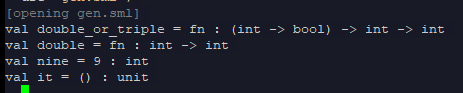 [opening gen.sml]
val double_or_triple = fn : (int -> bool) -> int -> int
val double = fn : int -> int
val nine = 9 : int
val it = () : unit